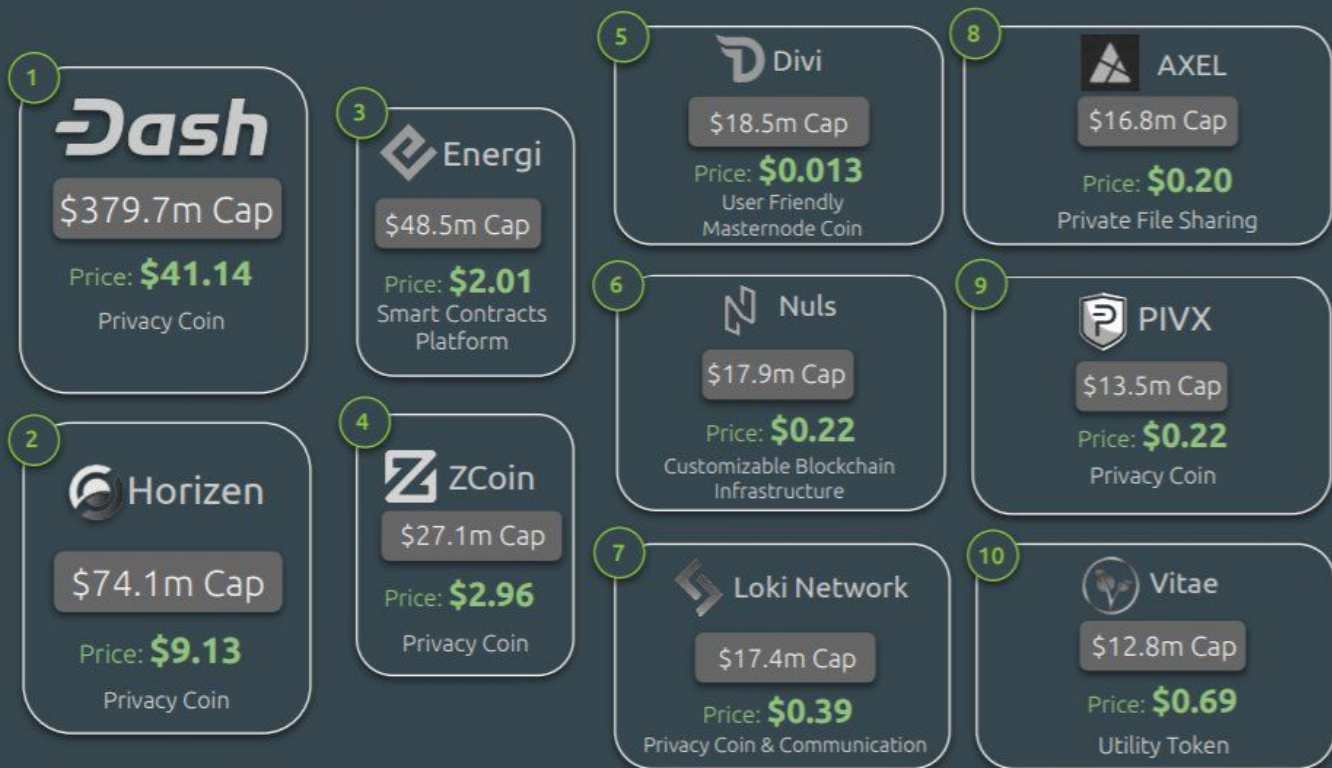 1
Dash
$379.7m Cap
Price: $41.14
Privacy Coin
2
Horizen
$74.1m Cap
Price: $9.13
Privacy Coin
3
Energi
$48.5m Cap
Price: $2.01
Smart Contracts
Platform
4
ZCoin
$27.1m Cap
Price: $2.96
Privacy Coin
5
Divi
$18.5m Cap
Price: $0.013
User Friendly
Masternode Coin
6
Nuls
$17.9m Cap
Price: $0.22
Customizable Blockchain
Infrastructure
7
Loki Network
$17.4m Cap
Price: $0.39
Privacy Coin & Communication
8
AXEL
$16.8m Cap
Price: $0.20
Private File Sharing
9
PIVX
$13.5m Cap
Price: $0.22
Privacy Coin
10
Vitae
$12.8m Cap
Price: $0.69
Utility Token